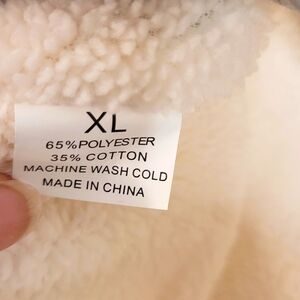 XL
65%POLYESTER
35% COTTON
MACHINE WASH COLD
MADE IN CHINA